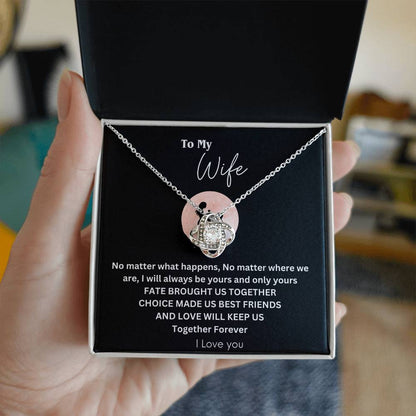 To My
Wife
No matter what happens, No matter where we
are, I will always be yours and only yours
FATE BROUGHT US TOGETHER
CHOICE MADE US BEST FRIENDS
AND LOVE WILL KEEP US
Together Forever
I Love you